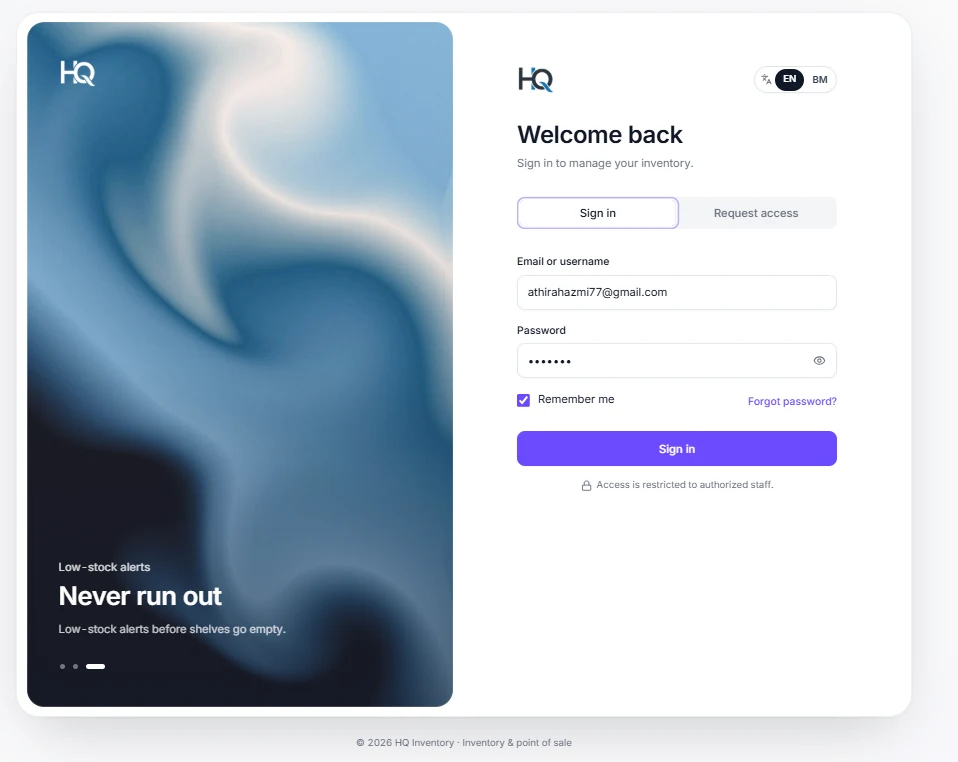 HQ
Low-stock alerts
Never run out
Low-stock alerts before shelves go empty.
HQ
EN
BM
Welcome back
Sign in to manage your inventory.
Sign in
Request access
Email or username
athirahazmi77@gmail.com
Password
•••••••
Remember me
Forgot password?
Sign in
Access is restricted to authorized staff.
© 2026 HQ Inventory · Inventory & point of sale